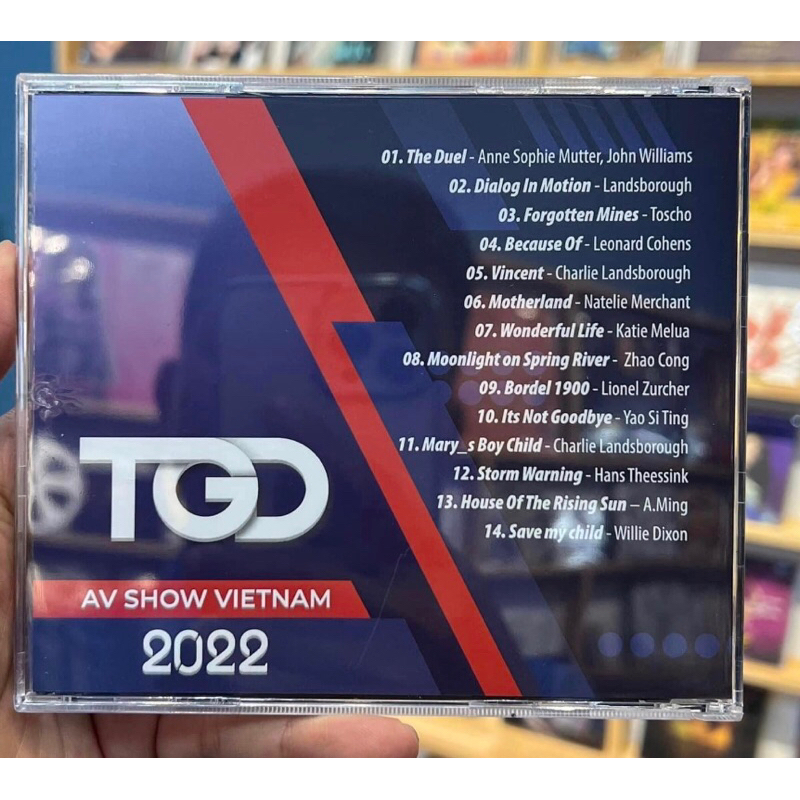 01. The Duel - Anne Sophie Mutter, John Williams
02. Dialog In Motion - Landsborough
03. Forgotten Mines - Toscho
04. Because Of - Leonard Cohens
05. Vincent - Charlie Landsborough
06. Motherland - Natelie Merchant
07. Wonderful Life - Katie Melua
08. Moonlight on Spring River - Zhao Cong
09. Bordel 1900 - Lionel Zurcher
10. Its Not Goodbye - Yao Si Ting
11. Mary_s Boy Child - Charlie Landsborough
12. Storm Warning - Hans Theessink
13. House Of The Rising Sun – A.Ming
14. Save my child - Willie Dixon
TGD
AV SHOW VIETNAM
2022